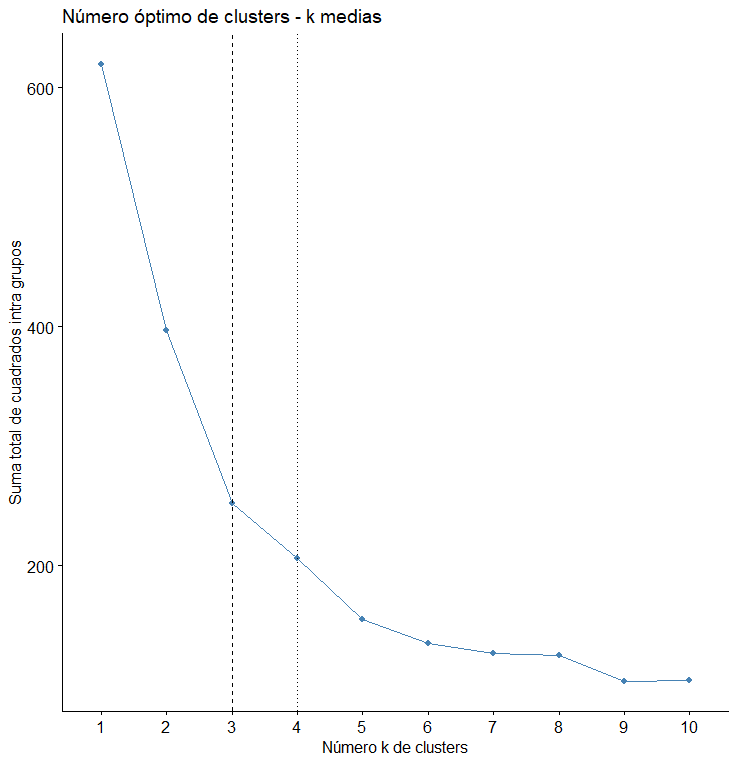 Número óptimo de clusters - k medias
Suma total de cuadrados intra grupos
600
400
200
1 2 3 4 5 6 7 8 9 10
Número k de clusters